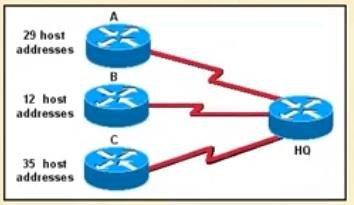 A
29 host
addresses
B
12 host
addresses
C
35 host
addresses
HQ